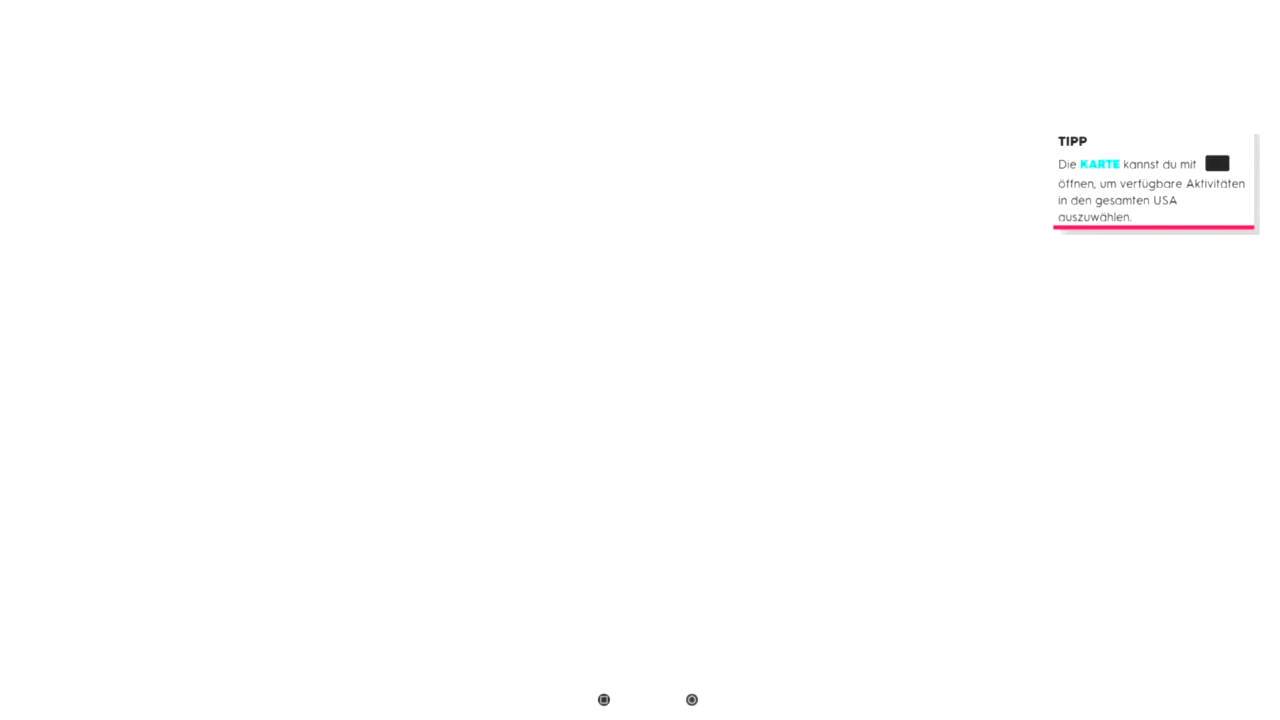 TIPP
Die KARTE kannst du mit
öffnen, um verfügbare Aktivitäten
in den gesamten USA
auszuwählen.